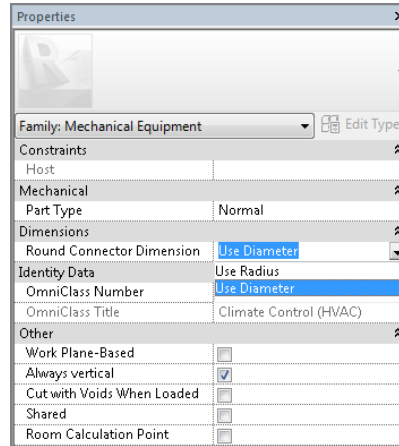 Properties
Family: Mechanical Equipment Edit Type
Constraints
Host
Mechanical
Part Type Normal
Dimensions
Round Connector Dimension Use Diameter
Use Radius
Identity Data
OmniClass Number Use Diameter
OmniClass Title Climate Control (HVAC)
Other
Work Plane-Based
Always vertical
Cut with Voids When Loaded
Shared
Room Calculation Point